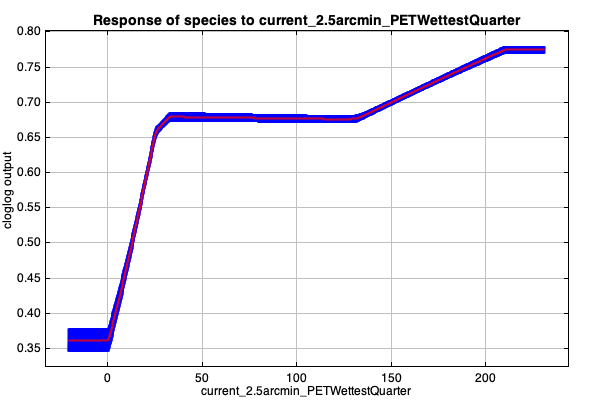 Response of species to current_2.5arcmin_PETWettestQuarter
0.80
0.75
0.70
0.65
0.60
0.55
0.50
0.45
0.40
0.35
cloglog output
0 50 100 150 200
current_2.5arcmin_PETWettestQuarter